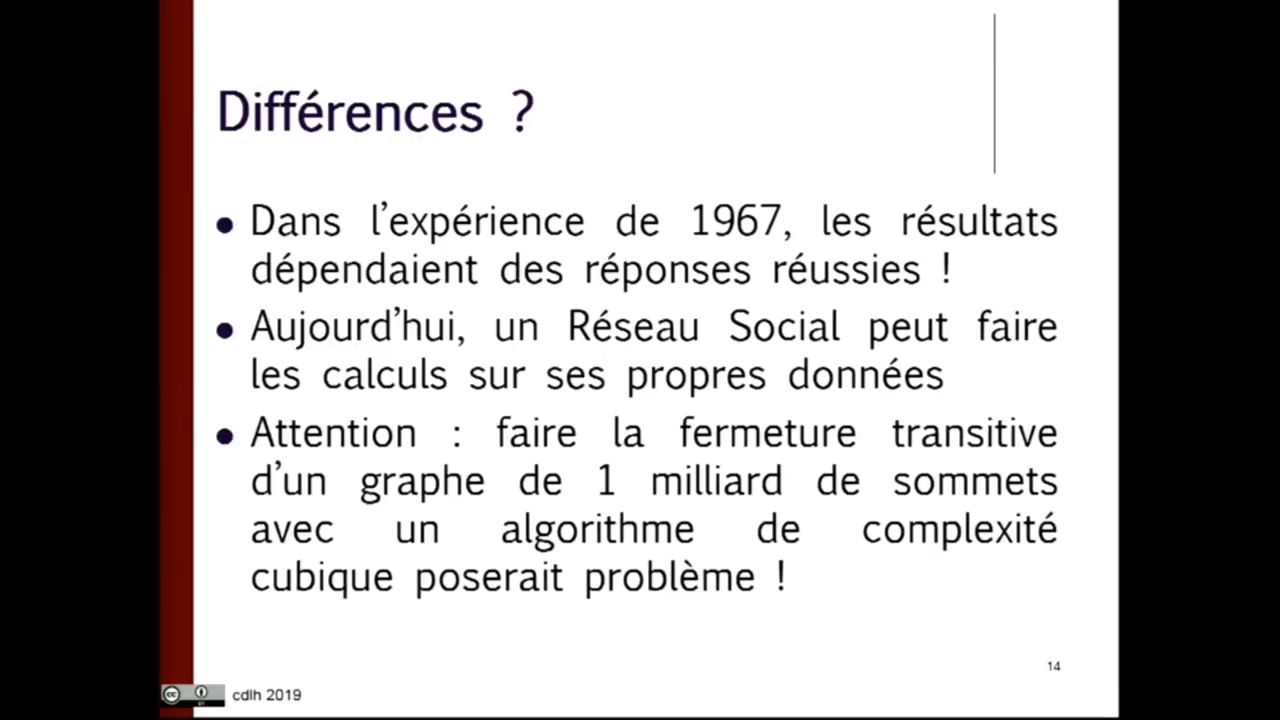 Différences ?
• Dans l'expérience de 1967, les résultats
dépendaient des réponses réussies !
• Aujourd'hui, un Réseau Social peut faire
les calculs sur ses propres données
• Attention : faire la fermeture transitive
d'un graphe de 1 milliard de sommets
avec un algorithme de complexité
cubique poserait problème !
14
cc
cdlh 2019